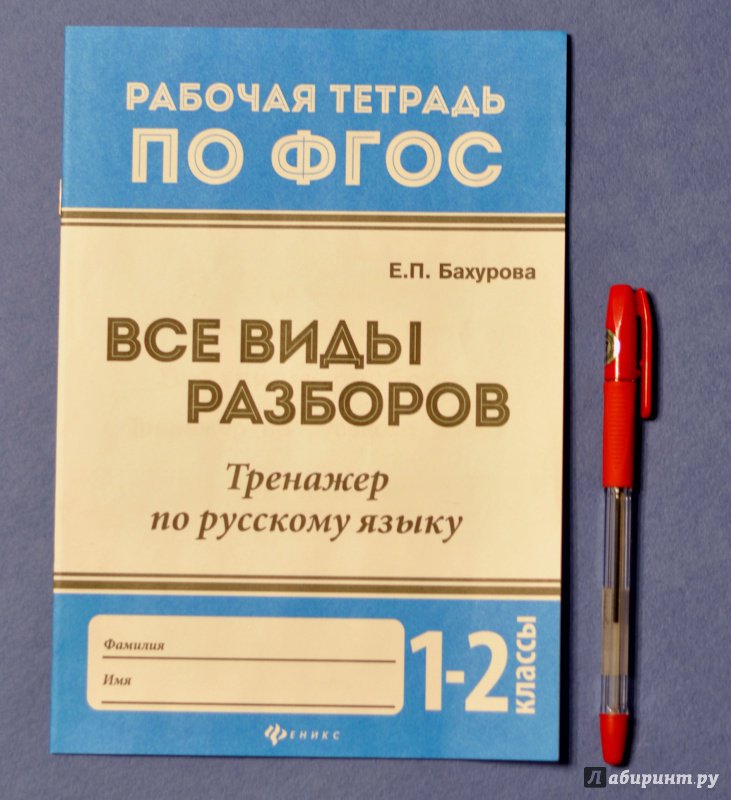 РАБОЧАЯ ТЕТРАДЬ
ПО ФГОС
Е.П. Бахурова
ВСЕ ВИДЫ
РАЗБОРОВ
Тренажер
по русскому языку
Фамилия
Имя
1-2 классы
ФЕНИКС
Лабиринт.ру